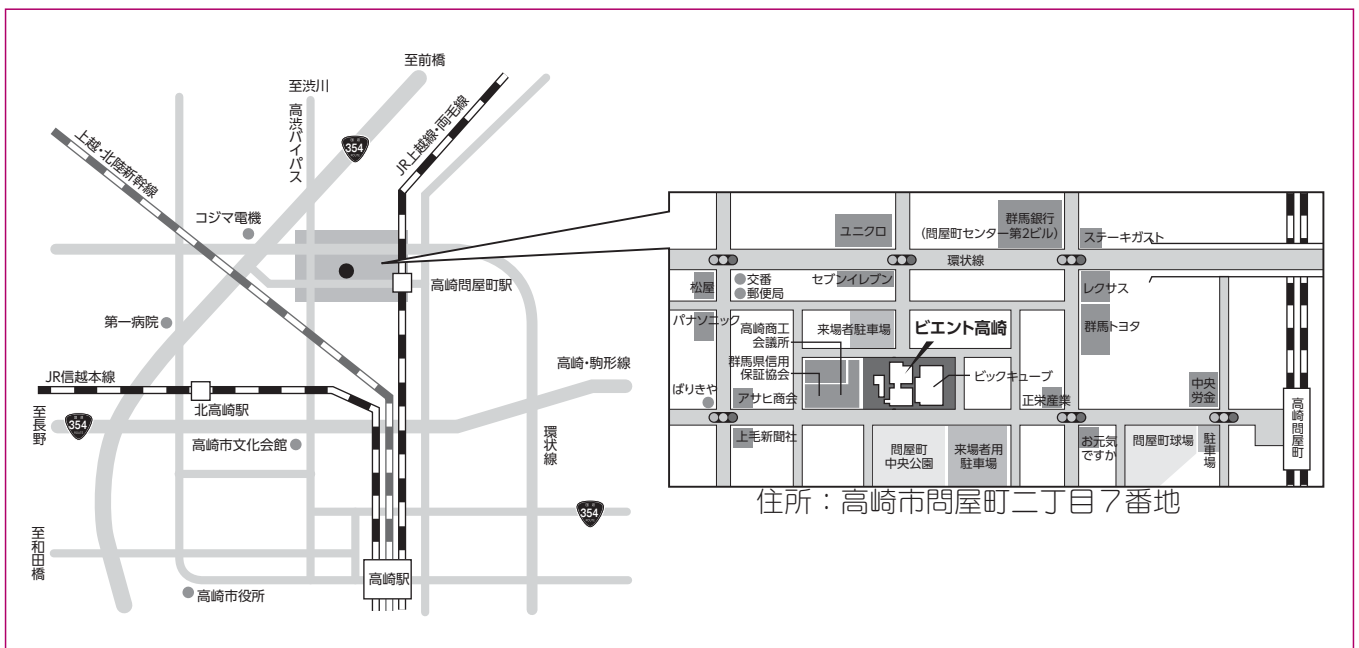 至前橋
至渋川
高渋バイパス
354
JR上越線・両毛線
上越・北陸新幹線
コジマ電機
高崎問屋町駅
第一病院
高崎・駒形線
JR信越本線
北高崎駅
至長野
354
高崎市文化会館
環状線
354
至和田橋
高崎駅
高崎市役所
ユニクロ
群馬銀行
(問屋町センター第2ビル)
ステーキガスト
環状線
松屋
交番
郵便局
セブンイレブン
レクサス
パナソニック
高崎商工
会議所
来場者駐車場
ビエント高崎
群馬トヨタ
群馬県信用
保証協会
ビックキューブ
ばりきや
アサヒ商会
正栄産業
中央
労金
高崎問屋町
上毛新聞社
問屋町
中央公園
来場者用
駐車場
お元気
ですか
問屋町球場
駐車場
住所：高崎市問屋町二丁目７番地